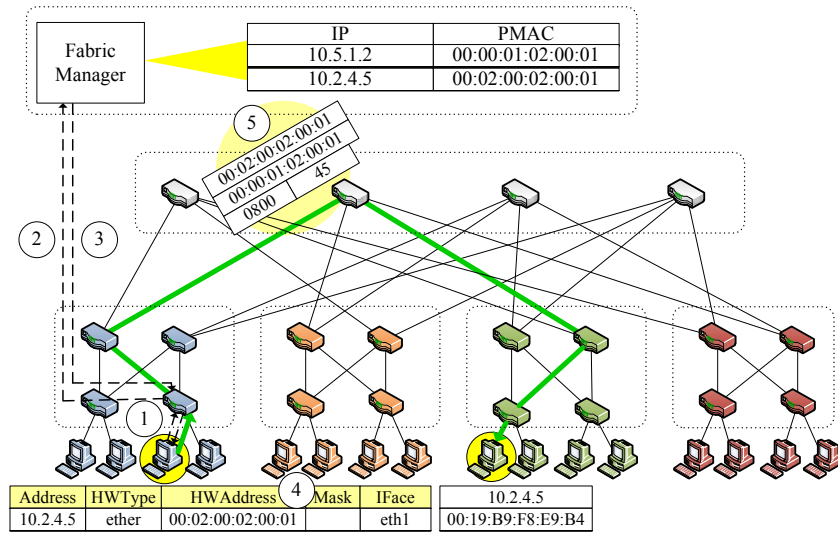 Fabric
Manager
IP PMAC
10.5.1.2 00:00:01:02:00:01
10.2.4.5 00:02:00:02:00:01
5
00:02:00:02:00:01
00:00:01:02:00:01
0800 45
2
3
1
4
Address HWType HWAddress Mask IFace
10.2.4.5 ether 00:02:00:02:00:01 eth1
10.2.4.5
00:19:B9:F8:E9:B4